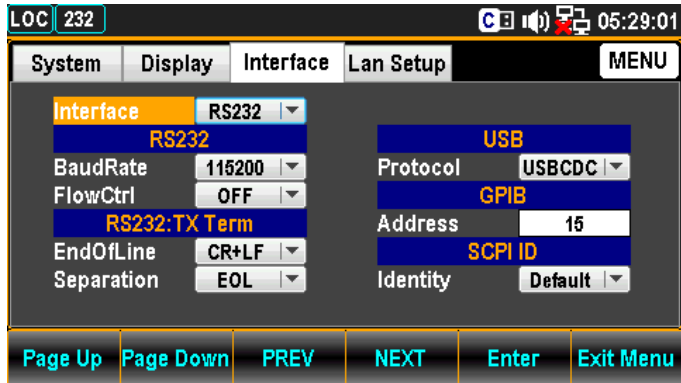 LOC 232 C 05:29:01
System Display Interface Lan Setup MENU
Interface RS232
RS232 USB
BaudRate 115200 Protocol USBCDC
FlowCtrl OFF GPIB
RS232:TX Term Address 15
EndOfLine CR+LF SCPI ID
Separation EOL Identity Default
Page Up Page Down PREV NEXT Enter Exit Menu